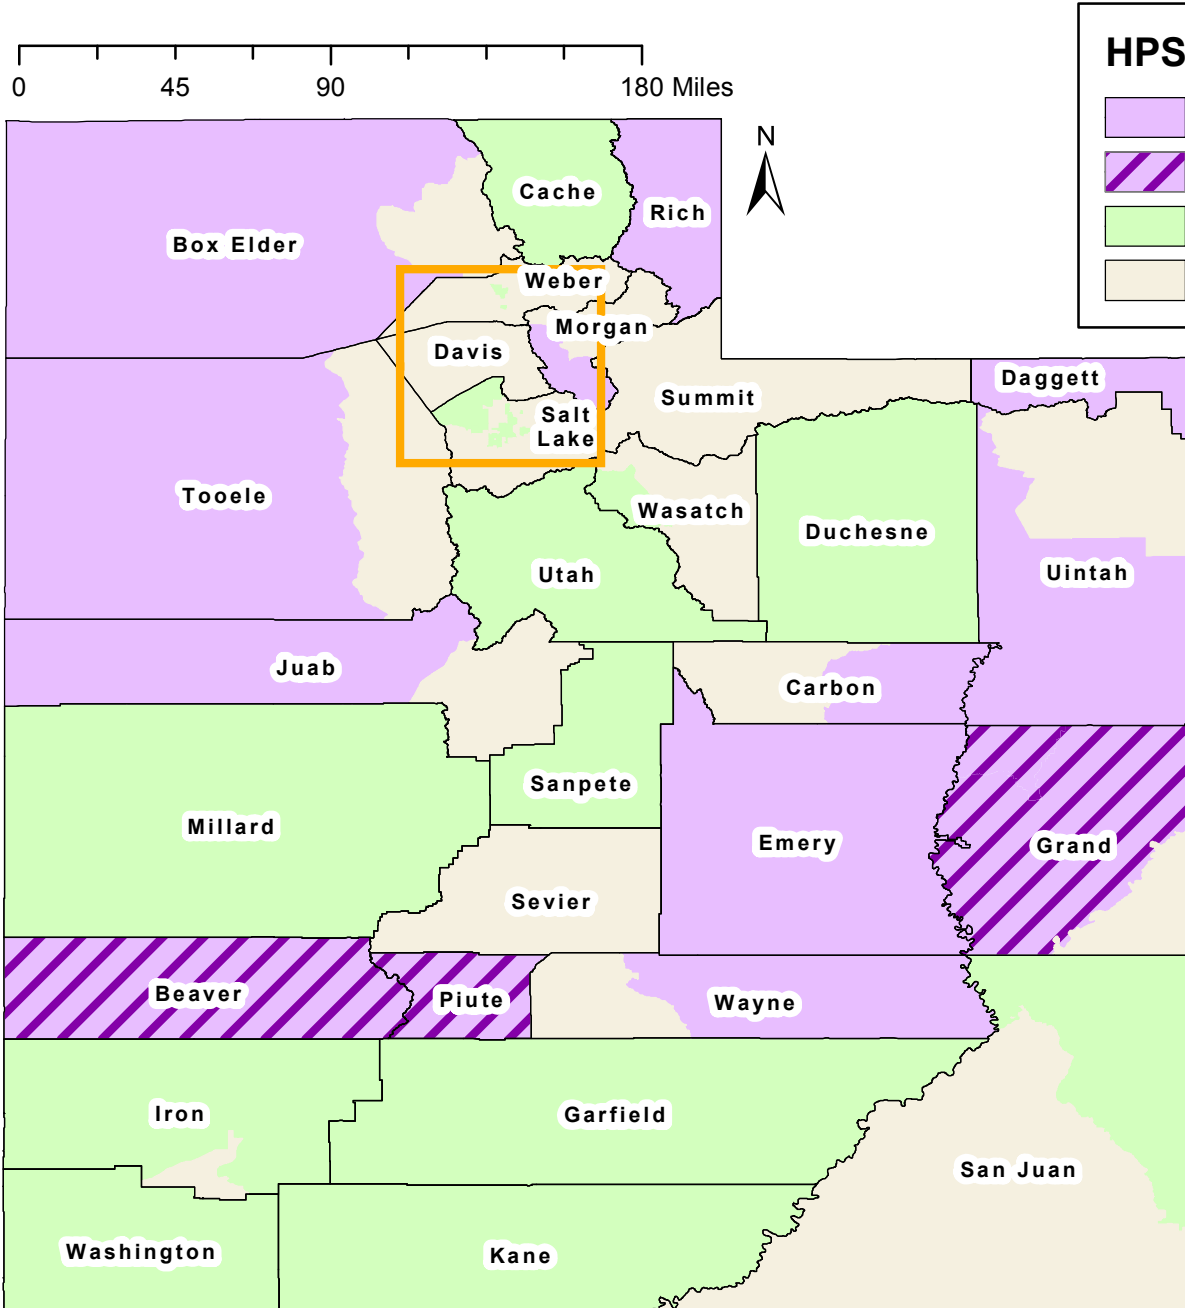 0 45 90 180 Miles
HPS
N
Cache
Rich
Box Elder
Weber
Morgan
Davis
Daggett
Summit
Salt
Lake
Tooele
Wasatch
Duchesne
Utah
Uintah
Juab
Carbon
Sanpete
Millard
Emery
Grand
Sevier
Beaver
Piute
Wayne
Iron
Garfield
San Juan
Washington
Kane